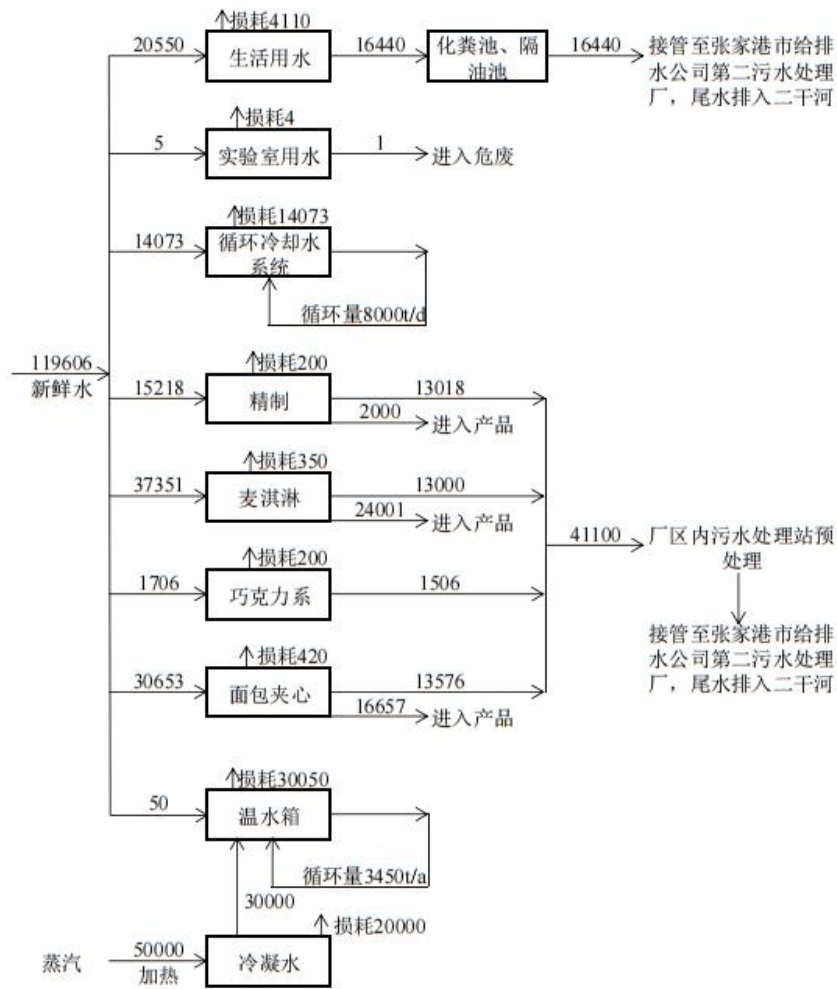 损耗4110
20550
生活用水
16440
化粪池、隔
油池
16440
接管至张家港市给排
水公司第二污水处理
厂，尾水排入二干河
损耗4
5
实验室用水
1
进入危废
损耗14073
14073
循环冷却水
系统
循环量8000t/d
119606
新鲜水
损耗200
15218
精制
13018
2000
进入产品
损耗350
37351
麦淇淋
13000
24001
进入产品
41100
厂区内污水处理站预
处理
损耗200
1706
巧克力系
1506
接管至张家港市给排
水公司第二污水处理
厂，尾水排入二干河
损耗420
30653
面包夹心
13576
16657
进入产品
损耗30050
50
温水箱
循环量3450t/a
30000
损耗20000
蒸汽
50000
加热
冷凝水